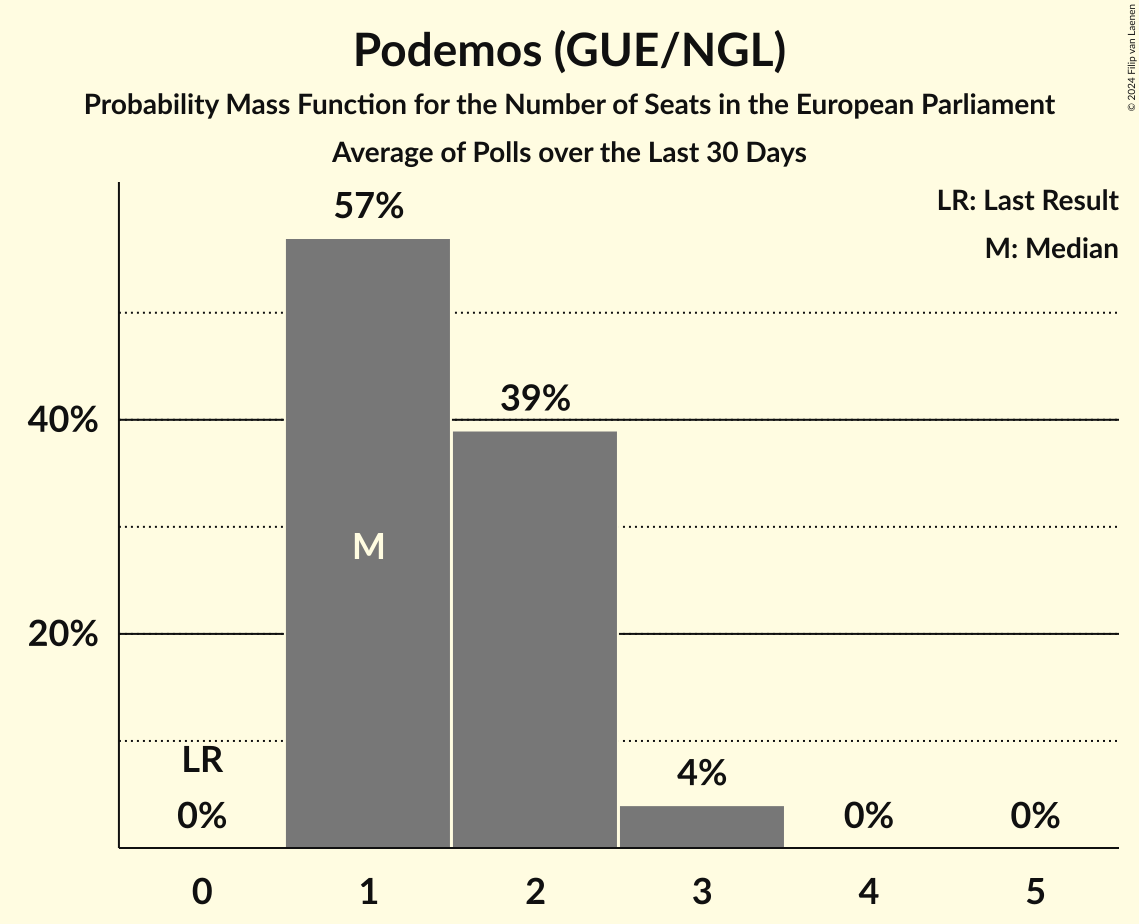 Podemos (GUE/NGL)
Probability Mass Function for the Number of Seats in the European Parliament
Average of Polls over the Last 30 Days
© 2024 Filip van Laenen
LR: Last Result
M: Median
57%
39%
40%
M
20%
LR
4%
0%
0%
0%
0 1 2 3 4 5